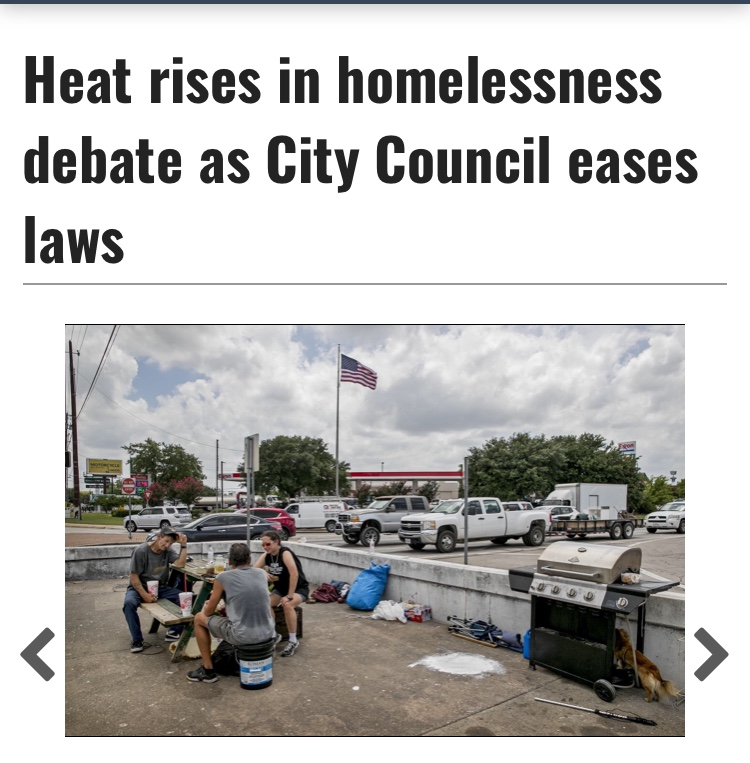 Heat rises in homelessness
debate as City Council eases
laws